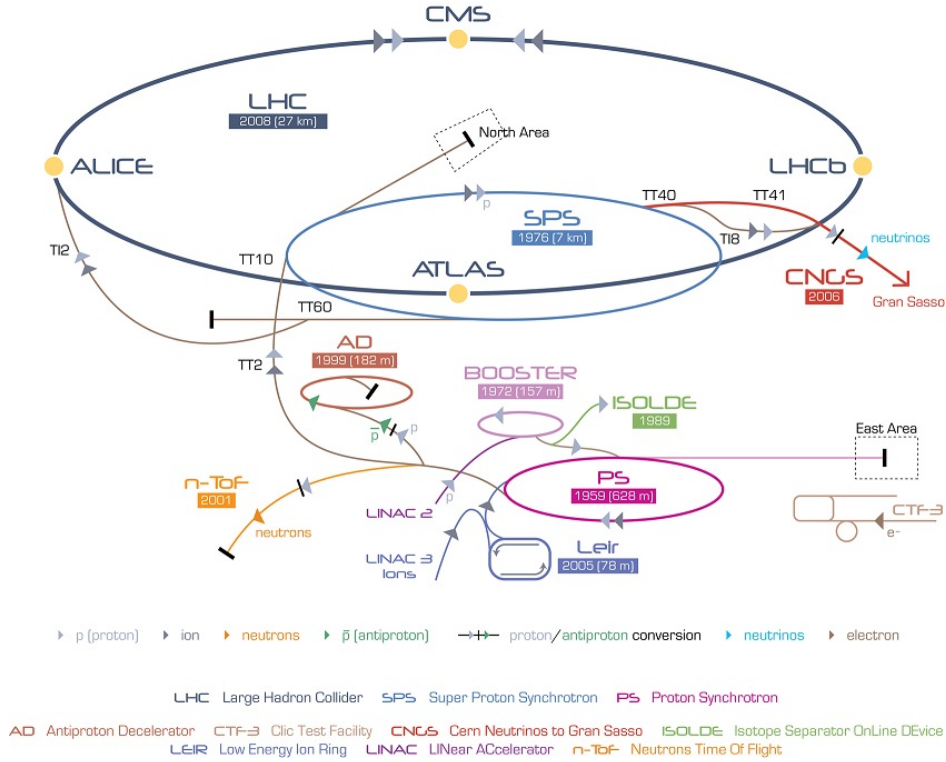 CMS
LHC
2008 (27 km)
North Area
ALICE
LHCb
TT40
TT41
p
SPS
1976 (7 km)
TI8
neutrinos
TI2
TT10
ATLAS
CNGS
2006
Gran Sasso
TT60
AD
1999 (182 m)
TT2
BOOSTER
1972 (157 m)
ISOLDE
1989
p
p̅
East Area
n-ToF
2001
PS
1959 (628 m)
p
LINAC 2
neutrons
CTF-3
e-
LINAC 3
Ions
Leir
2005 (78 m)
p (proton) ion neutrons p̅ (antiproton) proton/antiproton conversion neutrinos electron
LHC Large Hadron Collider SPS Super Proton Synchrotron PS Proton Synchrotron
AD Antiproton Decelerator CTF-3 Clic Test Facility CNGS Cern Neutrinos to Gran Sasso ISOLDE Isotope Separator OnLine DEvice
LEIR Low Energy Ion Ring LINAC LINear ACcelerator n-ToF Neutrons Time Of Flight